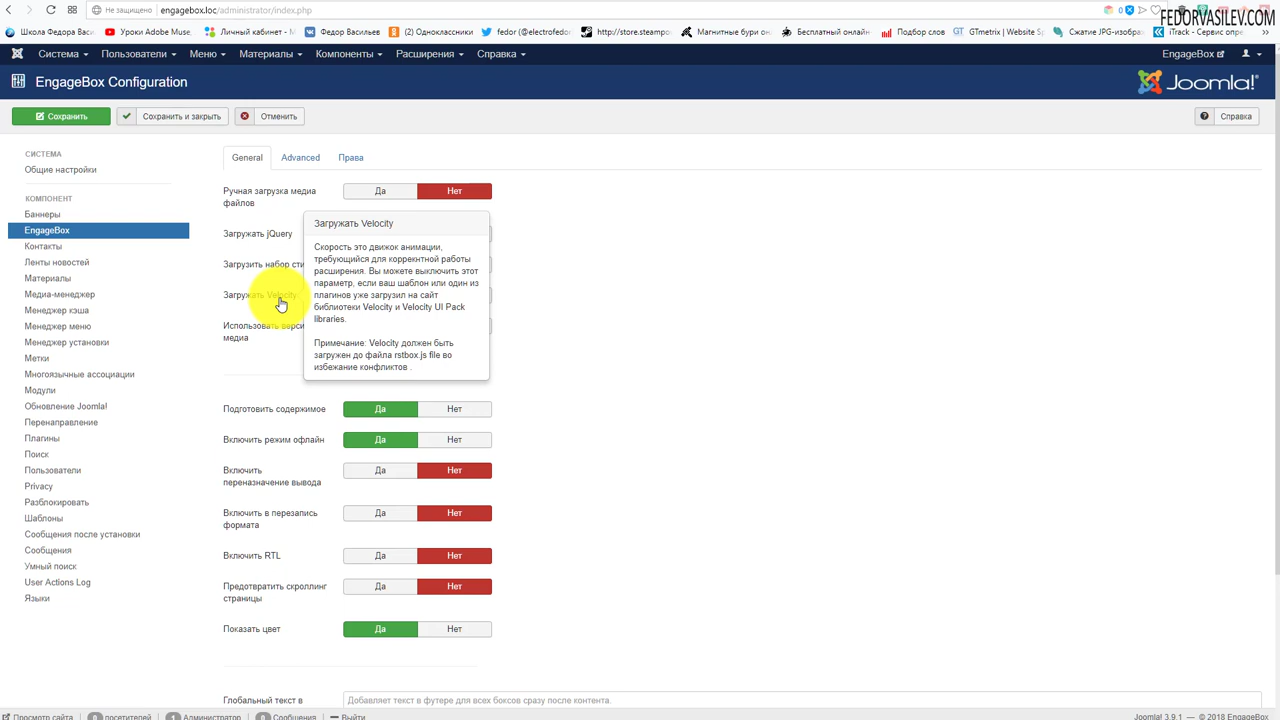 Не защищено engagebox.loc/administrator/index.php
FEDORVASILEV.COM
Школа Федора Васи Уроки Adobe Muse, Личный кабинет - М Федор Васильев (2) Одноклассники fedor (@electrofedor) http://store.steampo Магнитные бури он Бесплатный онлайн Подбор слов GTmetrix | Website S Сжатие JPG-изобра iTrack - Сервис опре
Система Пользователи Меню Материалы Компоненты Расширения Справка EngageBox
EngageBox Configuration
Joomla!
Сохранить Сохранить и закрыть Отменить Справка
СИСТЕМА
Общие настройки
КОМПОНЕНТ
Баннеры
EngageBox
Контакты
Ленты новостей
Материалы
Медиа-менеджер
Менеджер кэша
Менеджер меню
Менеджер установки
Метки
Многоязычные ассоциации
Модули
Обновление Joomla!
Перенаправление
Плагины
Поиск
Пользователи
Privacy
Разблокировать
Шаблоны
Сообщения после установки
Сообщения
Умный поиск
User Actions Log
Языки
General Advanced Права
Ручная загрузка медиа
файлов
Да Нет
Загружать jQuery
Загрузить набор сти
Загружать Velocity
Использовать верси
медиа
Загружать Velocity
Скорость это движок анимации,
требующийся для корректной работы
расширения. Вы можете выключить этот
параметр, если ваш шаблон или один из
плагинов уже загрузил на сайт
библиотеки Velocity и Velocity UI Pack
libraries.
Примечание: Velocity должен быть
загружен до файла rstbox.js file во
избежание конфликтов .
Подготовить содержимое Да Нет
Включить режим офлайн Да Нет
Включить
переназначение вывода
Да Нет
Включить в перезапись
формата
Да Нет
Включить RTL Да Нет
Предотвратить скроллинг
страницы
Да Нет
Показать цвет Да Нет
Глобальный текст в
Добавляет текст в футере для всех боксов сразу после контента.
Просмотр сайта 0 посетителей 1 Администратор 0 Сообщения Выйти Joomla! 3.9.1 — © 2018 EngageBox